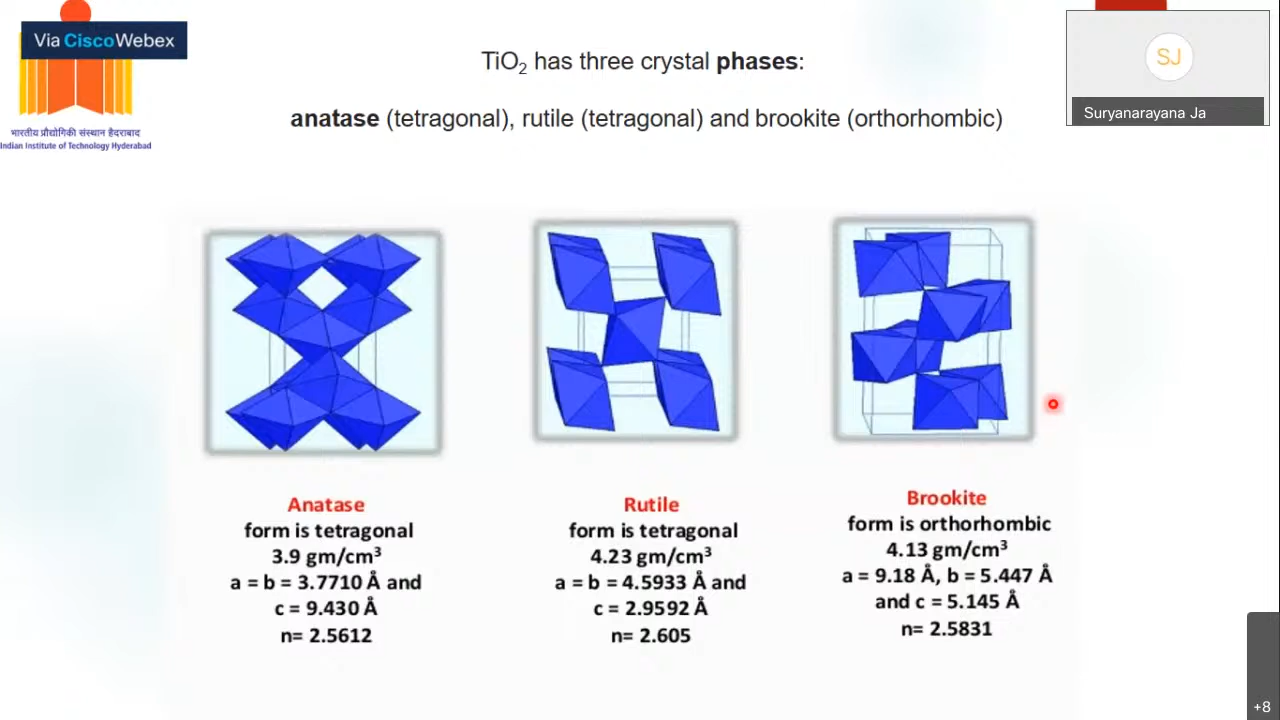 Via Cisco Webex
भारतीय प्रौद्योगिकी संस्थान हैदराबाद
Indian Institute of Technology Hyderabad
SJ
Suryanarayana Ja
TiO₂ has three crystal phases:
anatase (tetragonal), rutile (tetragonal) and brookite (orthorhombic)
Anatase
form is tetragonal
3.9 gm/cm³
a = b = 3.7710 Å and
c = 9.430 Å
n= 2.5612
Rutile
form is tetragonal
4.23 gm/cm³
a = b = 4.5933 Å and
c = 2.9592 Å
n= 2.605
Brookite
form is orthorhombic
4.13 gm/cm³
a = 9.18 Å, b = 5.447 Å
and c = 5.145 Å
n= 2.5831
+8